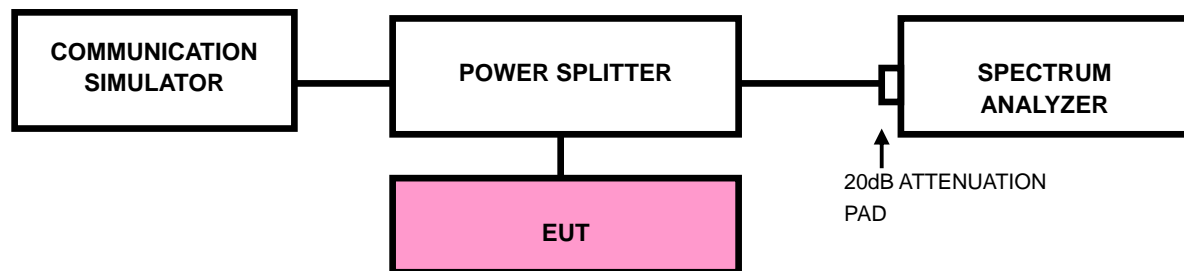 COMMUNICATION
SIMULATOR
POWER SPLITTER
SPECTRUM
ANALYZER
20dB ATTENUATION
PAD
EUT